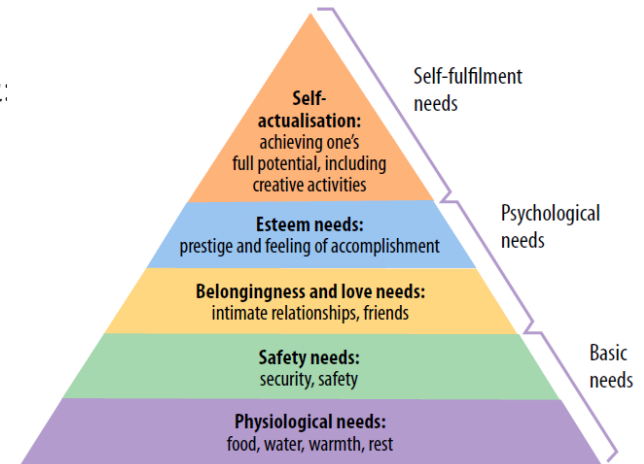 Self-
actualisation:
achieving one's
full potential, including
creative activities
Self-fulfilment
needs
Esteem needs:
prestige and feeling of accomplishment
Psychological
needs
Belongingness and love needs:
intimate relationships, friends
Safety needs:
security, safety
Basic
needs
Physiological needs:
food, water, warmth, rest